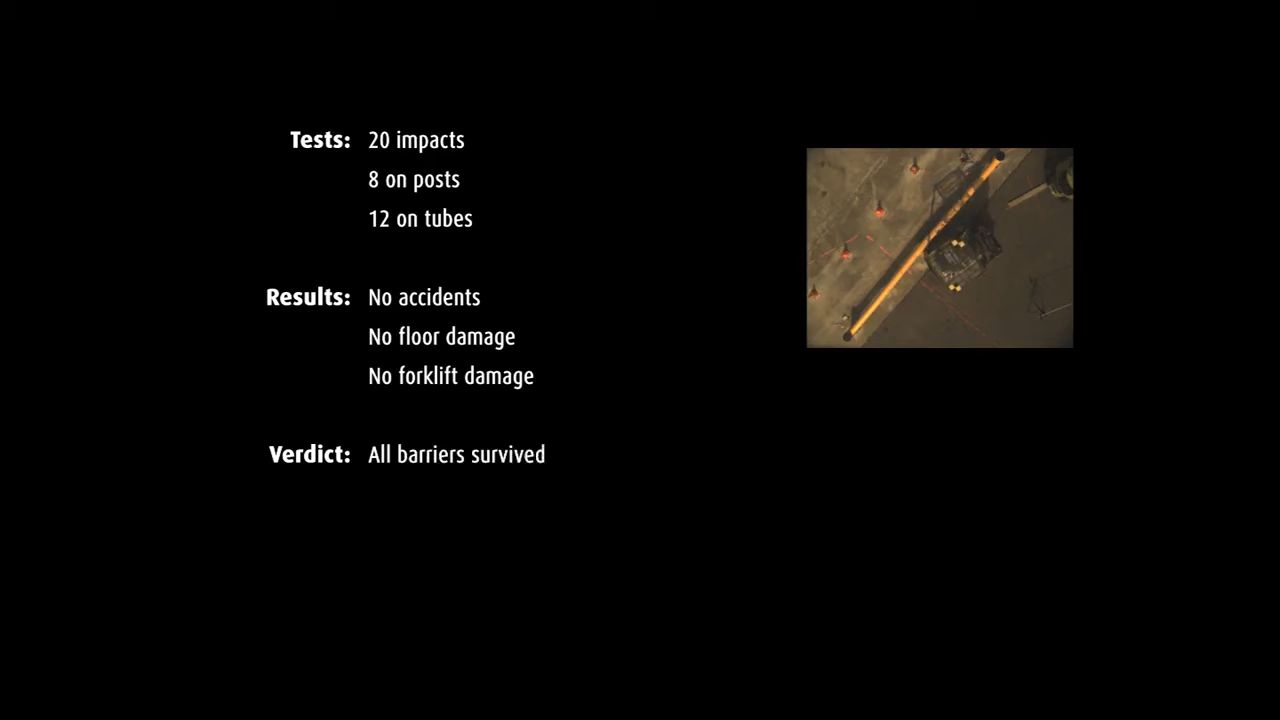 Tests: 20 impacts
8 on posts
12 on tubes
Results: No accidents
No floor damage
No forklift damage
Verdict: All barriers survived